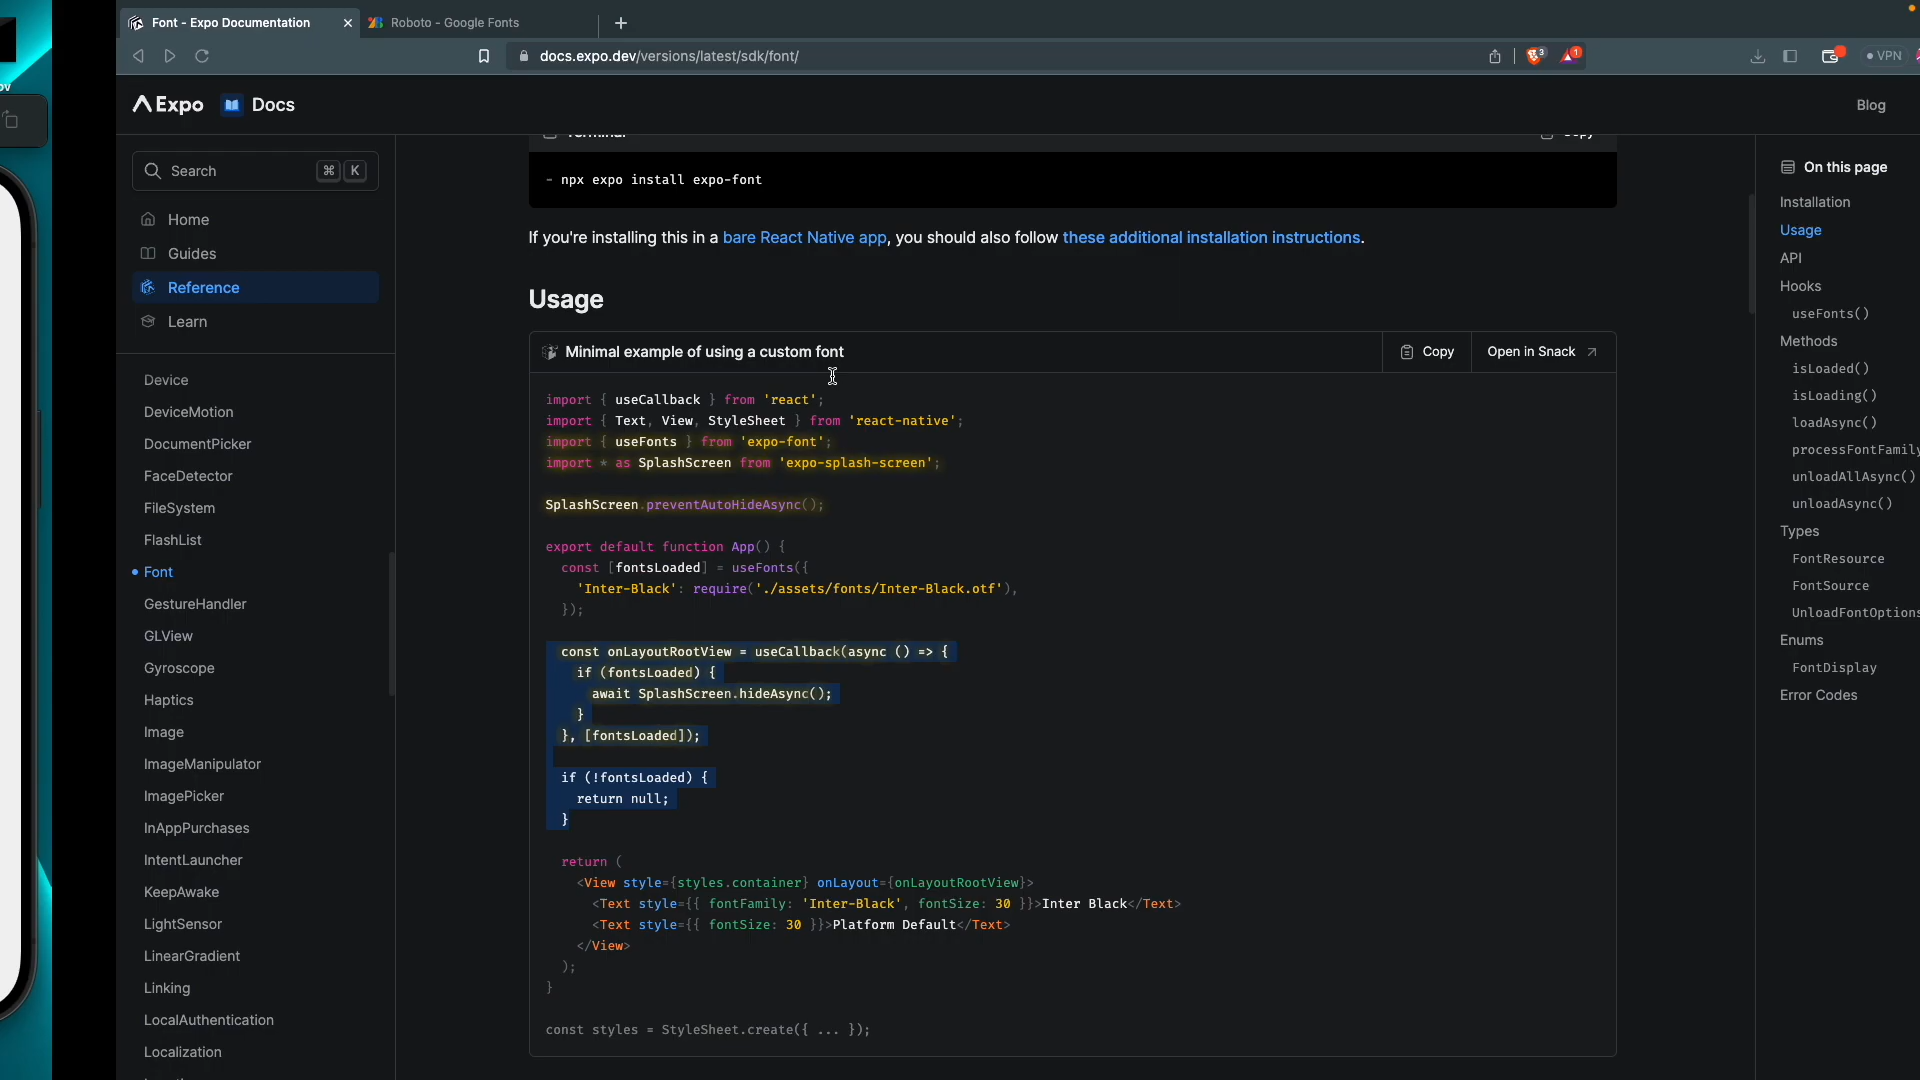 Font - Expo Documentation
Roboto - Google Fonts
docs.expo.dev/versions/latest/sdk/font/
3
1
VPN
Expo
Docs
Blog
Search
⌘ K
Home
Guides
Reference
Learn
Device
DeviceMotion
DocumentPicker
FaceDetector
FileSystem
FlashList
Font
GestureHandler
GLView
Gyroscope
Haptics
Image
ImageManipulator
ImagePicker
InAppPurchases
IntentLauncher
KeepAwake
LightSensor
LinearGradient
Linking
LocalAuthentication
Localization
Terminal
Copy
- npx expo install expo-font
If you're installing this in a bare React Native app, you should also follow these additional installation instructions.
Usage
Minimal example of using a custom font
Copy
Open in Snack
import { useCallback } from 'react';
import { Text, View, StyleSheet } from 'react-native';
import { useFonts } from 'expo-font';
import * as SplashScreen from 'expo-splash-screen';
SplashScreen.preventAutoHideAsync();
export default function App() {
const [fontsLoaded] = useFonts({
'Inter-Black': require('./assets/fonts/Inter-Black.otf'),
});
const onLayoutRootView = useCallback(async () => {
if (fontsLoaded) {
await SplashScreen.hideAsync();
}
}, [fontsLoaded]);
if (!fontsLoaded) {
return null;
}
return (
<View style={styles.container} onLayout={onLayoutRootView}>
<Text style={{ fontFamily: 'Inter-Black', fontSize: 30 }}>Inter Black</Text>
<Text style={{ fontSize: 30 }}>Platform Default</Text>
</View>
);
}
const styles = StyleSheet.create({ ... });
On this page
Installation
Usage
API
Hooks
useFonts()
Methods
isLoaded()
isLoading()
loadAsync()
processFontFamily
unloadAllAsync()
unloadAsync()
Types
FontResource
FontSource
UnloadFontOptions
Enums
FontDisplay
Error Codes